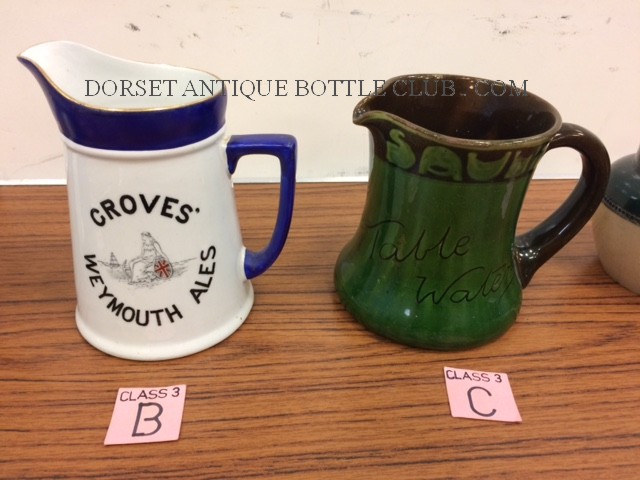 DORSET ANTIQUE BOTTLE CLUB . COM
GROVES'
WEYMOUTH ALES
Table
Water
CLASS 3
B
CLASS 3
C